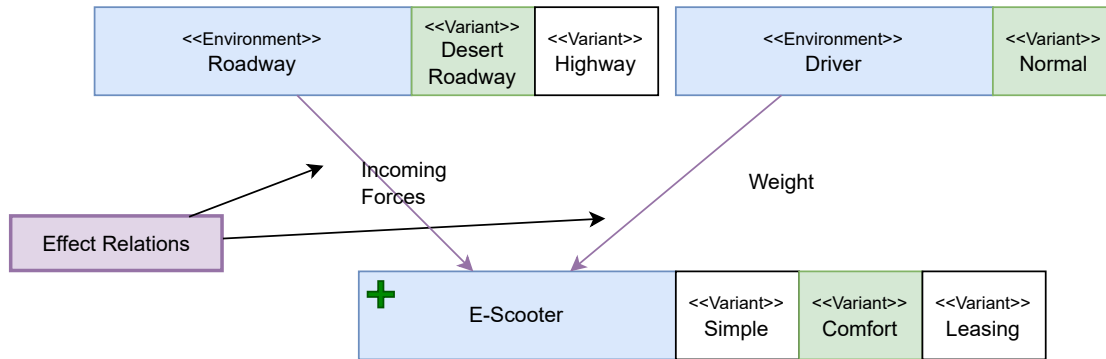 <<Environment>>
Roadway
<<Variant>>
Desert
Roadway
<<Variant>>
Highway
<<Environment>>
Driver
<<Variant>>
Normal
Incoming
Forces
Weight
Effect Relations
E-Scooter
<<Variant>>
Simple
<<Variant>>
Comfort
<<Variant>>
Leasing